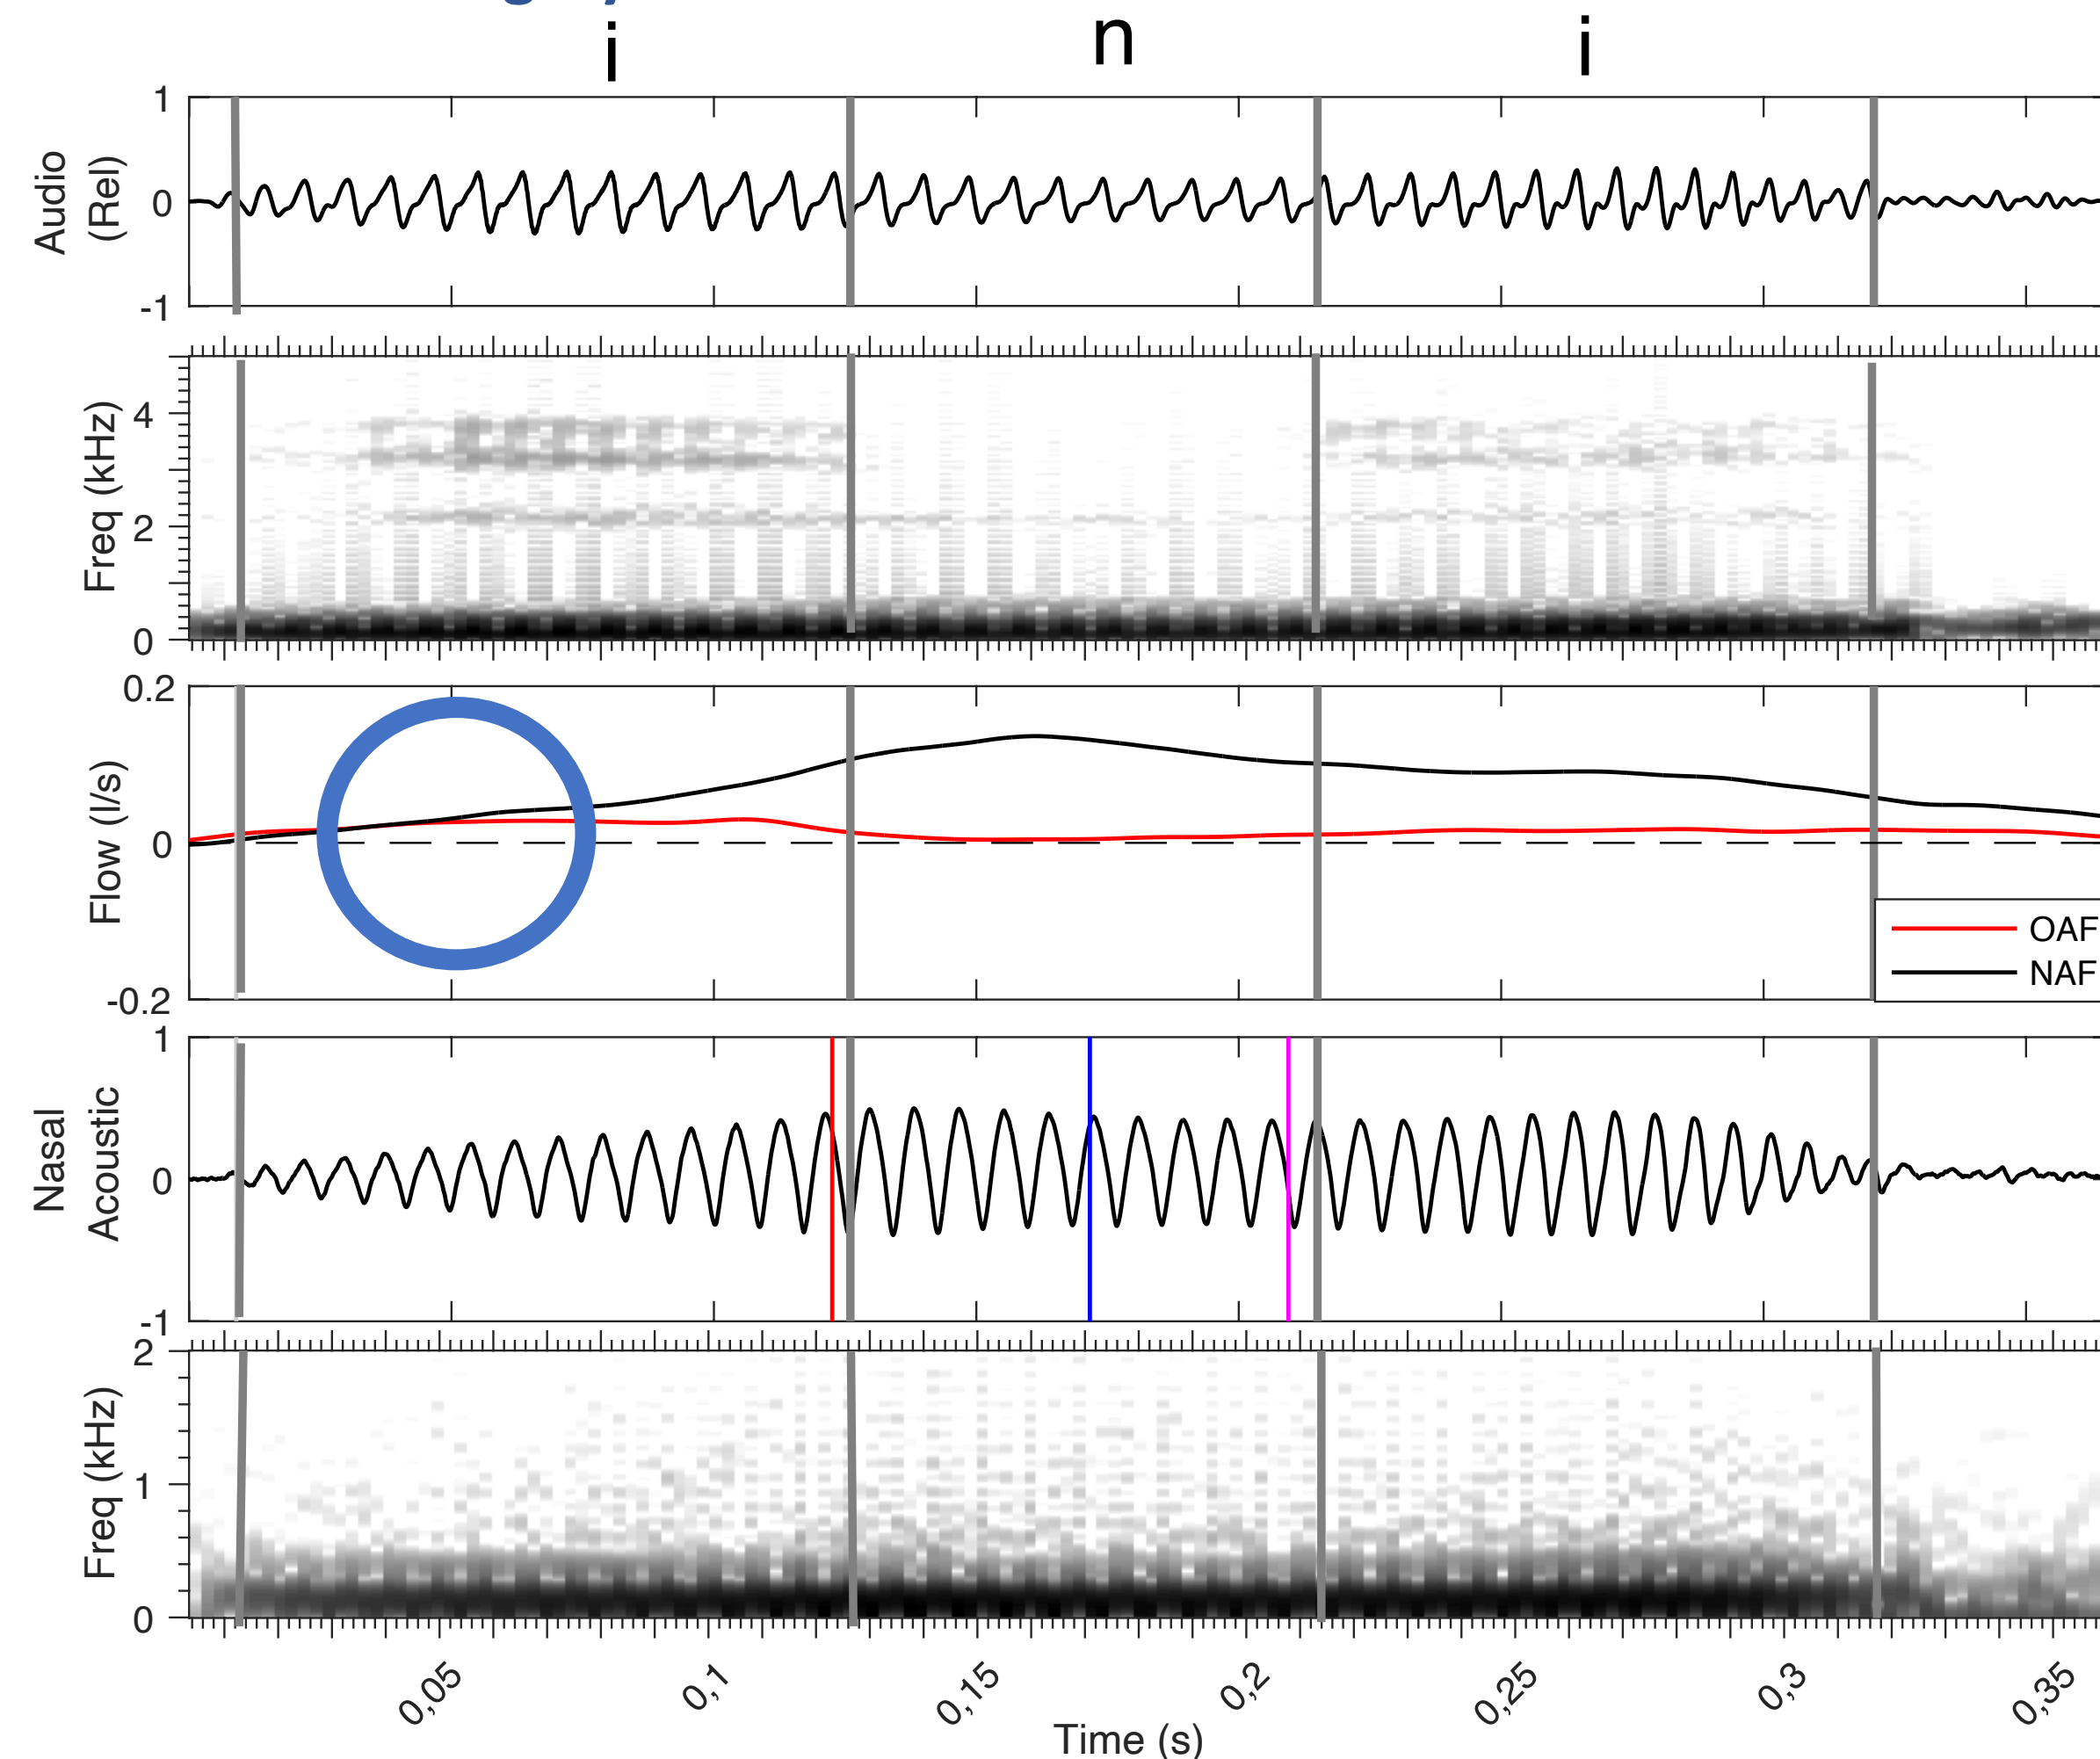 i n i
1
0
-1
Audio
(Rel)
4
2
0
Freq (kHz)
0.2
0
-0.2
Flow (l/s)
OAF
NAF
1
0
-1
Nasal
Acoustic
2
1
0
Freq (kHz)
0,05 0,1 0,15 0,2 0,25 0,3 0,35
Time (s)